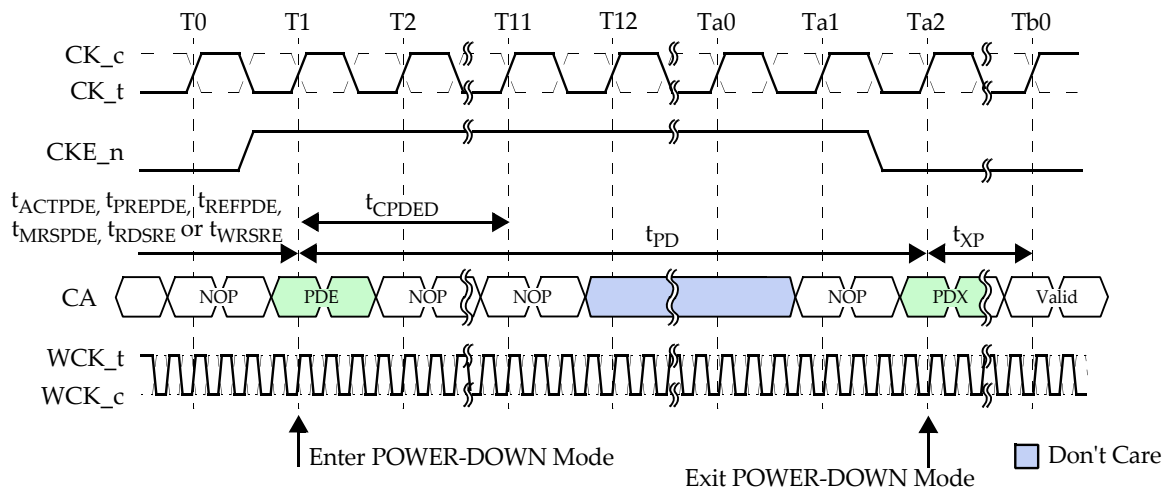 T0 T1 T2 T11 T12 Ta0 Ta1 Ta2 Tb0
CK_c
CK_t
CKE_n
tACTPDE, tPREPDE, tREFPDE,
tMRSPDE, tRDSRE or tWRSRE
tCPDED
tPD
tXP
CA NOP PDE NOP NOP NOP PDX Valid
WCK_t
WCK_c
Enter POWER-DOWN Mode
Exit POWER-DOWN Mode
Don't Care